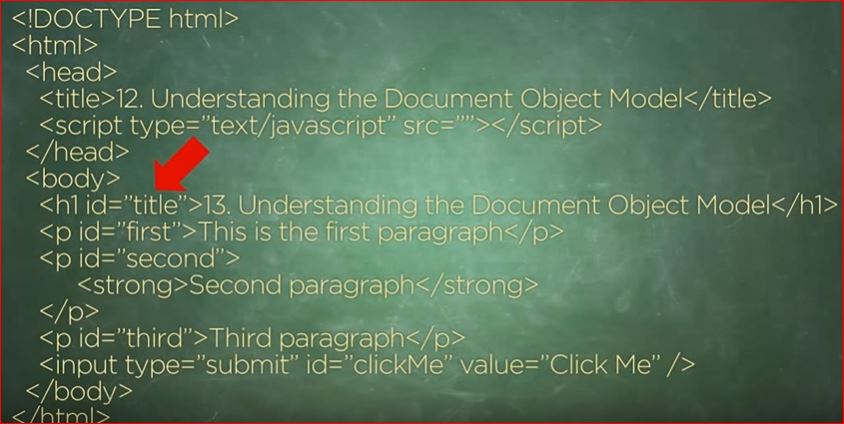 <!DOCTYPE html>
<html>
<head>
<title>12. Understanding the Document Object Model</title>
<script type=”text/javascript” src=””></script>
</head>
<body>
<h1 id=”title”>13. Understanding the Document Object Model</h1>
<p id=”first”>This is the first paragraph</p>
<p id=”second”>
<strong>Second paragraph</strong>
</p>
<p id=”third”>Third paragraph</p>
<input type=”submit” id=”clickMe” value=”Click Me” />
</body>
</html>